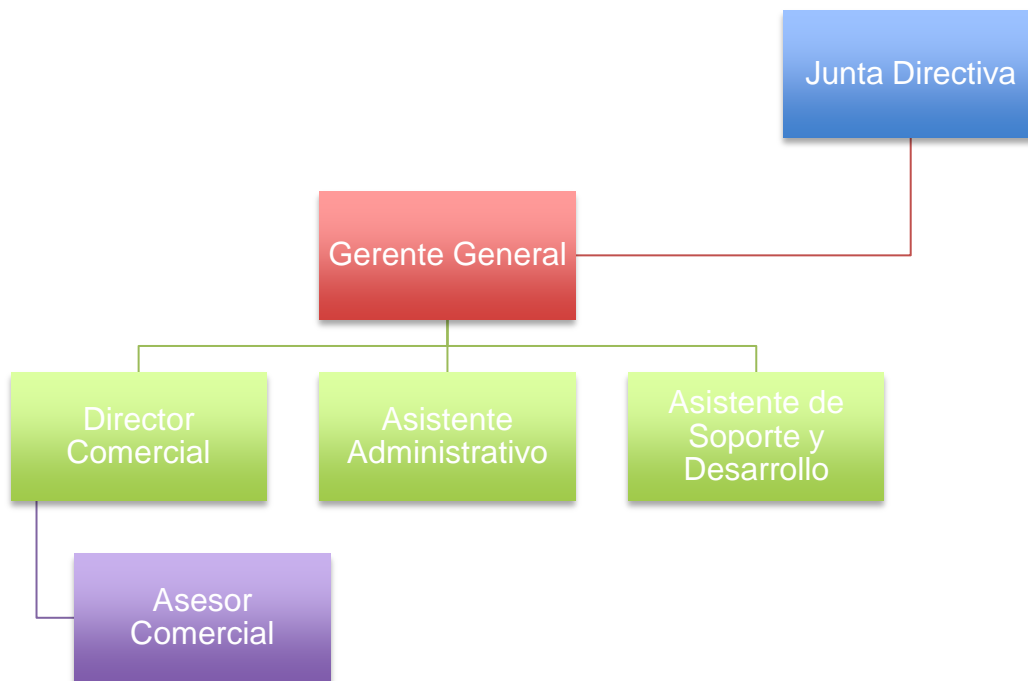 Junta Directiva
Gerente General
Director
Comercial
Asistente
Administrativo
Asistente de
Soporte y
Desarrollo
Asesor
Comercial